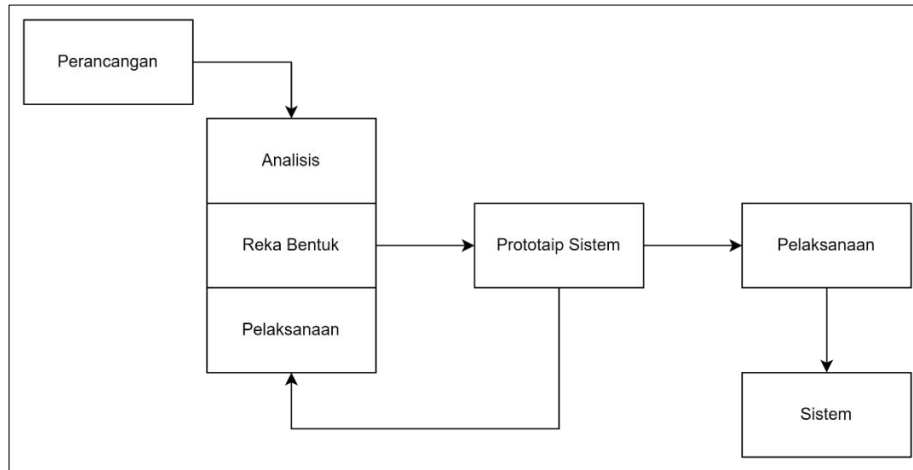 Perancangan
Analisis
Reka Bentuk
Prototaip Sistem
Pelaksanaan
Pelaksanaan
Sistem